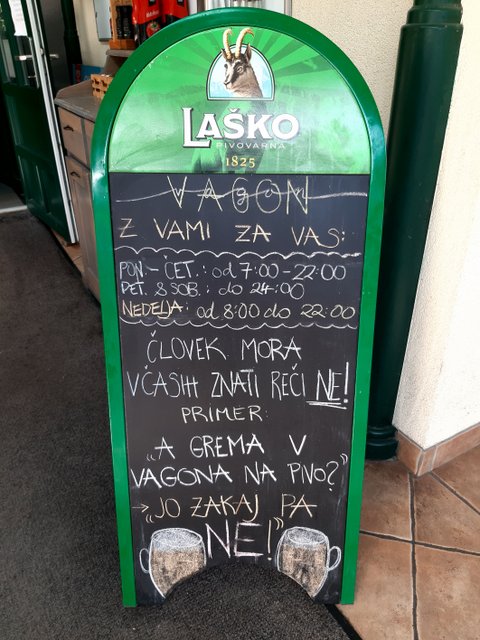 LAŠKO
PIVOVARNA
1825
VAGON
Z VAMI ZA VAS:
PON. - ČET.: od 7:00 - 22:00
PET. & SOB.: do 24:00
NEDELJA: od 8:00 do 22:00
ČLOVEK MORA
VČASIH ZNATI REČI NE!
PRIMER:
„A GREMA V
VAGONA NA PIVO?"
→ „JO ZAKAJ PA
NE!"